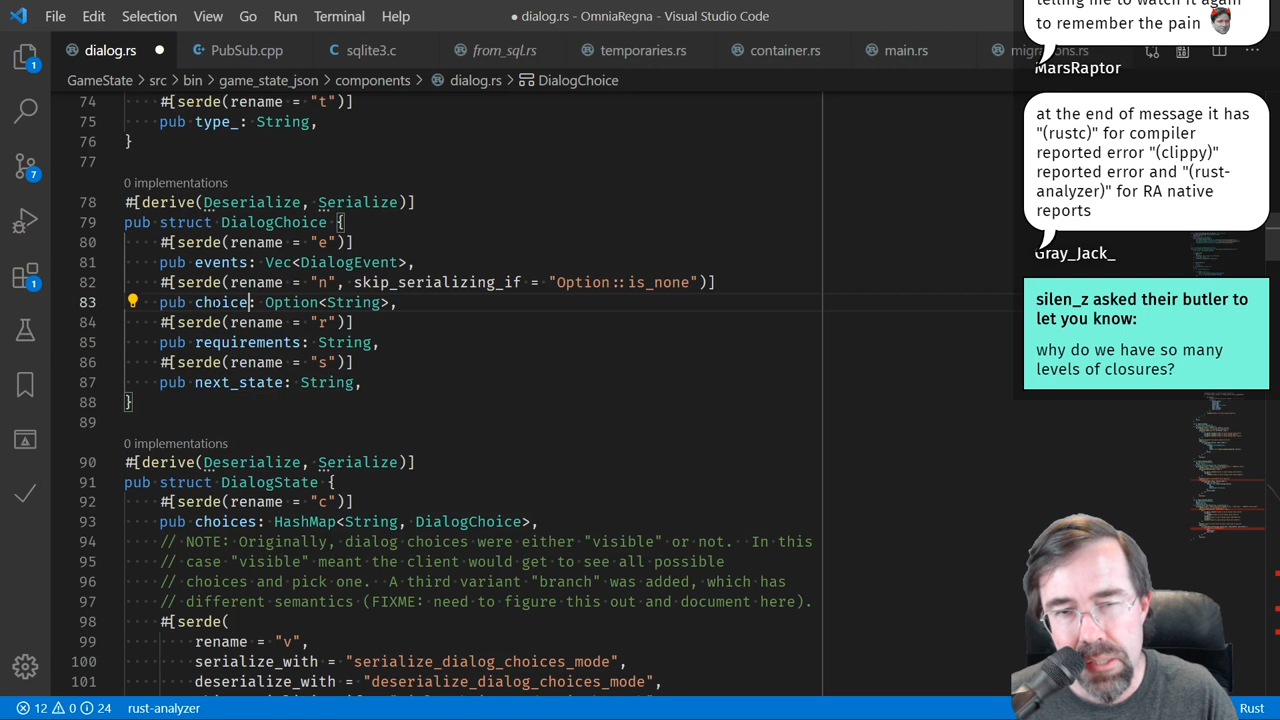 File Edit Selection View Go Run Terminal Help
● dialog.rs - OmniaRegna - Visual Studio Code
dialog.rs PubSub.cpp sqlite3.c from_sql.rs temporaries.rs container.rs main.rs migrations.rs
GameState > src > bin > game_state_json > components > dialog.rs > DialogChoice
74 #[serde(rename = "t")]
75 pub type_: String,
76 }
77
0 implementations
78 #[derive(Deserialize, Serialize)]
79 pub struct DialogChoice {
80 #[serde(rename = "e")]
81 pub events: Vec<DialogEvent>,
82 #[serde(rename = "n", skip_serializing_if = "Option::is_none")]
83 pub choice: Option<String>,
84 #[serde(rename = "r")]
85 pub requirements: String,
86 #[serde(rename = "s")]
87 pub next_state: String,
88 }
89
0 implementations
90 #[derive(Deserialize, Serialize)]
91 pub struct DialogState {
92 #[serde(rename = "c")]
93 pub choices: HashMap<String, DialogChoice>,
94 // NOTE: Originally, dialog choices were either "visible" or not.  In this
95 // case "visible" meant the client would get to see all possible
96 // choices and pick one.  A third variant "branch" was added, which has
97 // different semantics (FIXME: need to figure this out and document here).
98 #[serde(
99 rename = "v",
100 serialize_with = "serialize_dialog_choices_mode",
101 deserialize_with = "deserialize_dialog_choices_mode",
1
7
1
12 0 24 rust-analyzer
Rust
telling me to watch it again
to remember the pain
MarsRaptor
at the end of message it has
"(rustc)" for compiler
reported error "(clippy)"
reported error and "(rust-
analyzer)" for RA native
reports
Gray_Jack_
silen_z asked their butler to
let you know:
why do we have so many
levels of closures?